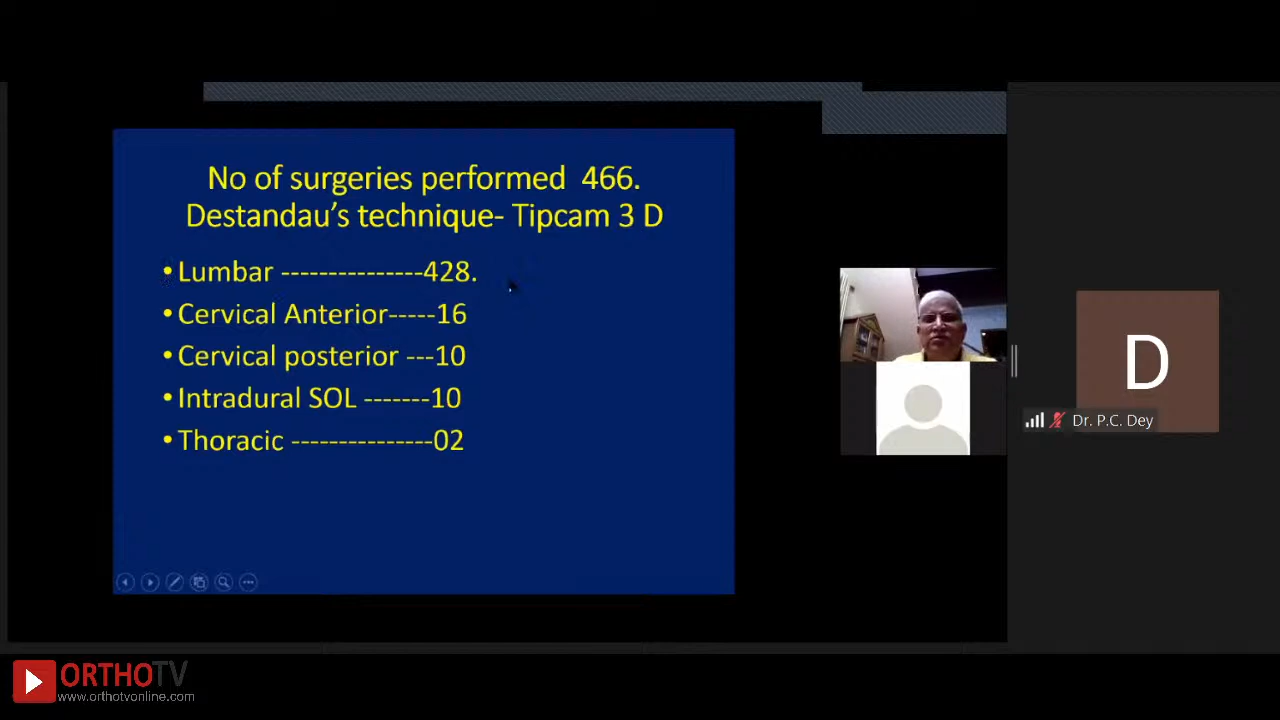 No of surgeries performed  466.
Destandau’s technique- Tipcam 3 D
• Lumbar ---------------428.
• Cervical Anterior-----16
• Cervical posterior ---10
• Intradural SOL -------10
• Thoracic ---------------02
D
Dr. P.C. Dey
ORTHOTV
www.orthotvonline.com